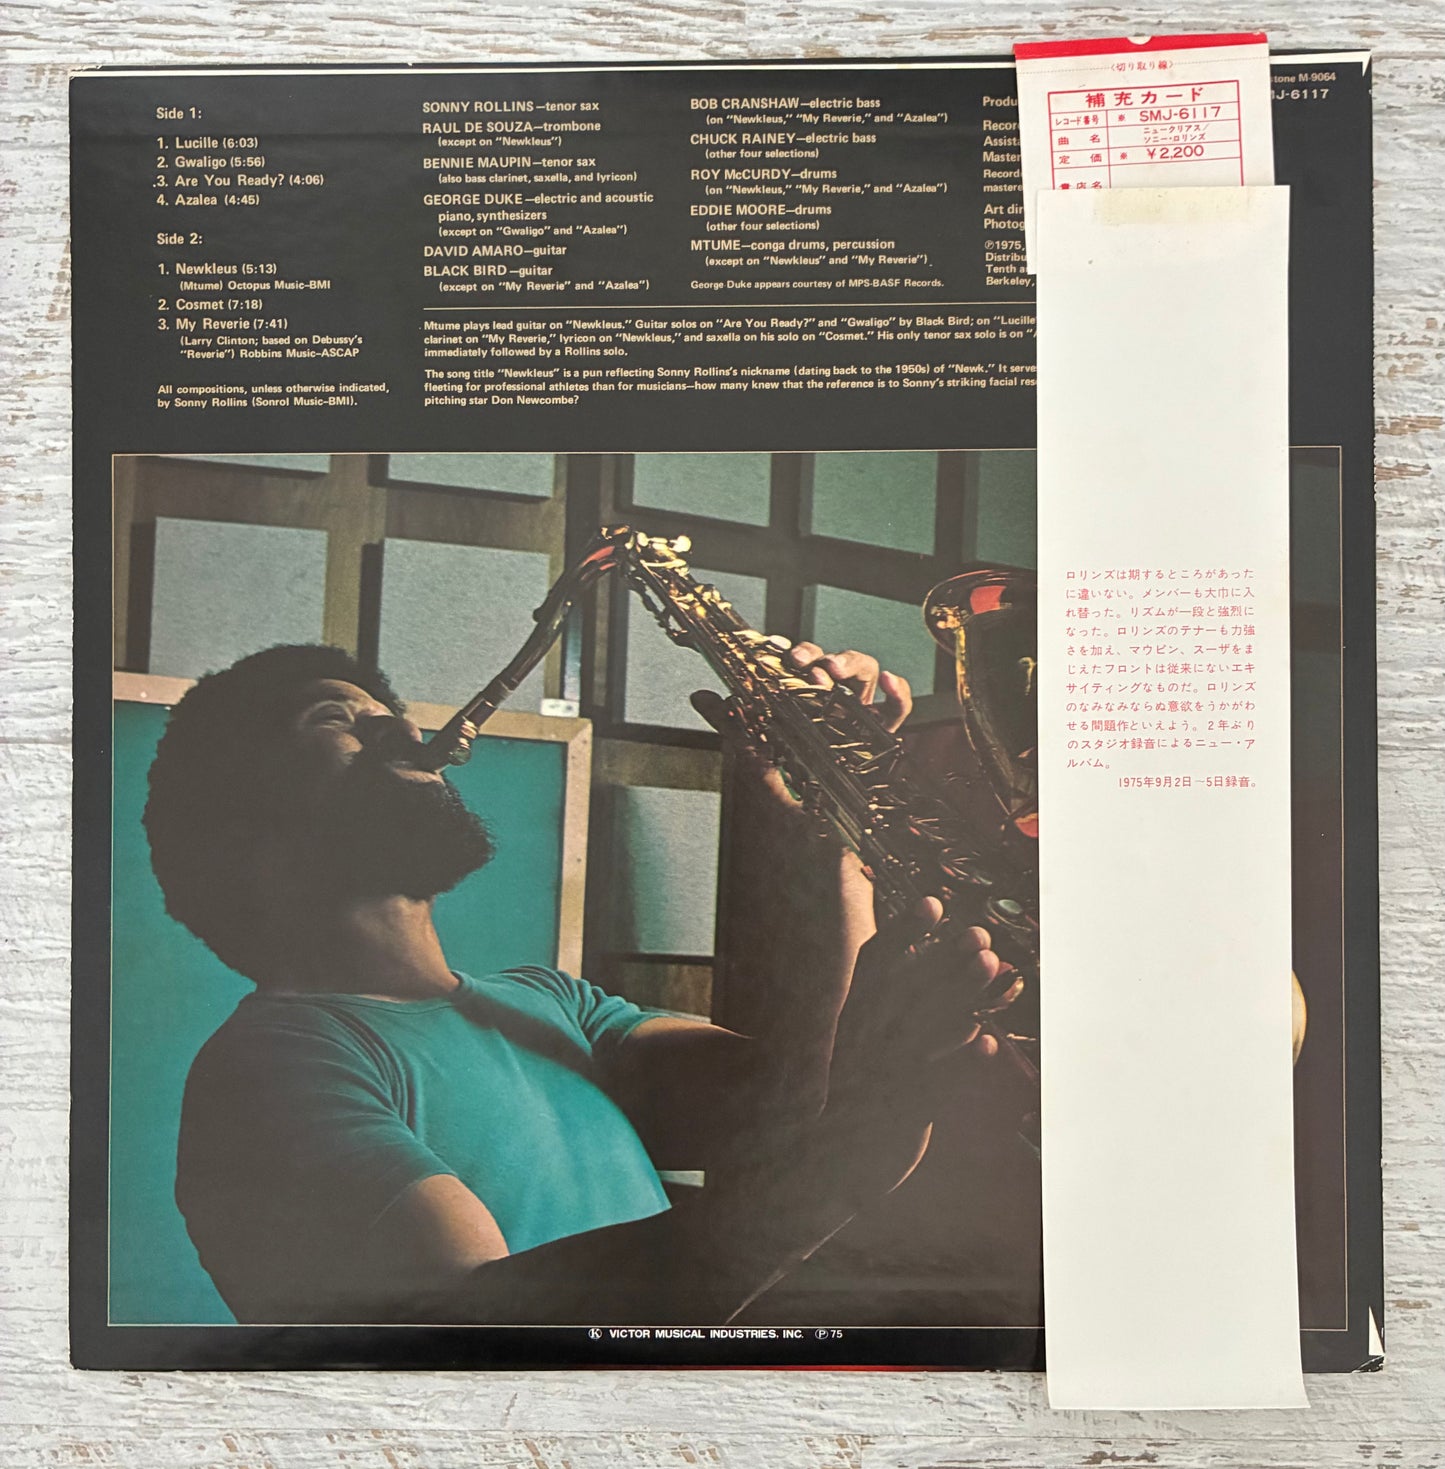 Side 1:
1. Lucille (6:03)
2. Gwaligo (5:56)
3. Are You Ready? (4:06)
4. Azalea (4:45)
Side 2:
1. Newkleus (5:13)
(Mtume) Octopus Music–BMI
2. Cosmet (7:18)
3. My Reverie (7:41)
(Larry Clinton; based on Debussy's
"Reverie") Robbins Music–ASCAP
All compositions, unless otherwise indicated,
by Sonny Rollins (Sonrol Music–BMI).
SONNY ROLLINS—tenor sax
RAUL DE SOUZA—trombone
(except on "Newkleus")
BENNIE MAUPIN—tenor sax
(also bass clarinet, saxella, and lyricon)
GEORGE DUKE—electric and acoustic
piano, synthesizers
(except on "Gwaligo" and "Azalea")
DAVID AMARO—guitar
BLACK BIRD—guitar
(except on "My Reverie" and "Azalea")
BOB CRANSHAW—electric bass
(on "Newkleus," "My Reverie," and "Azalea")
CHUCK RAINEY—electric bass
(other four selections)
ROY McCURDY—drums
(on "Newkleus," "My Reverie," and "Azalea")
EDDIE MOORE—drums
(other four selections)
MTUME—conga drums, percussion
(except on "Newkleus" and "My Reverie")
George Duke appears courtesy of MPS-BASF Records.
Produ
Record
Assista
Master
Record
mastere
Art dir
Photog
℗1975,
Distribu
Tenth a
Berkeley,
stone M-9064
IJ-6117
Mtume plays lead guitar on "Newkleus." Guitar solos on "Are You Ready?" and "Gwaligo" by Black Bird; on "Lucille
clarinet on "My Reverie," lyricon on "Newkleus," and saxella on his solo on "Cosmet." His only tenor sax solo is on "A
immediately followed by a Rollins solo.
The song title "Newkleus" is a pun reflecting Sonny Rollins's nickname (dating back to the 1950s) of "Newk." It serve
fleeting for professional athletes than for musicians—how many knew that the reference is to Sonny's striking facial res
pitching star Don Newcombe?
〈切り取り線〉
補充カード
レコード番号 ※ SMJ-6117
曲名 ニュークリアス/
ソニー・ロリンズ
定価 ※ ¥2,200
書店名
ロリンズは期するところがあった
に違いない。メンバーも大巾に入
れ替った。リズムが一段と強烈に
なった。ロリンズのテナーも力強
さを加え、マウピン、スーザをま
じえたフロントは従来にないエキ
サイティングなものだ。ロリンズ
のなみなみならぬ意欲をうかがわ
せる問題作といえよう。2年ぶり
のスタジオ録音によるニュー・ア
ルバム。
1975年9月2日〜5日録音。
Ⓚ VICTOR MUSICAL INDUSTRIES, INC. ℗75